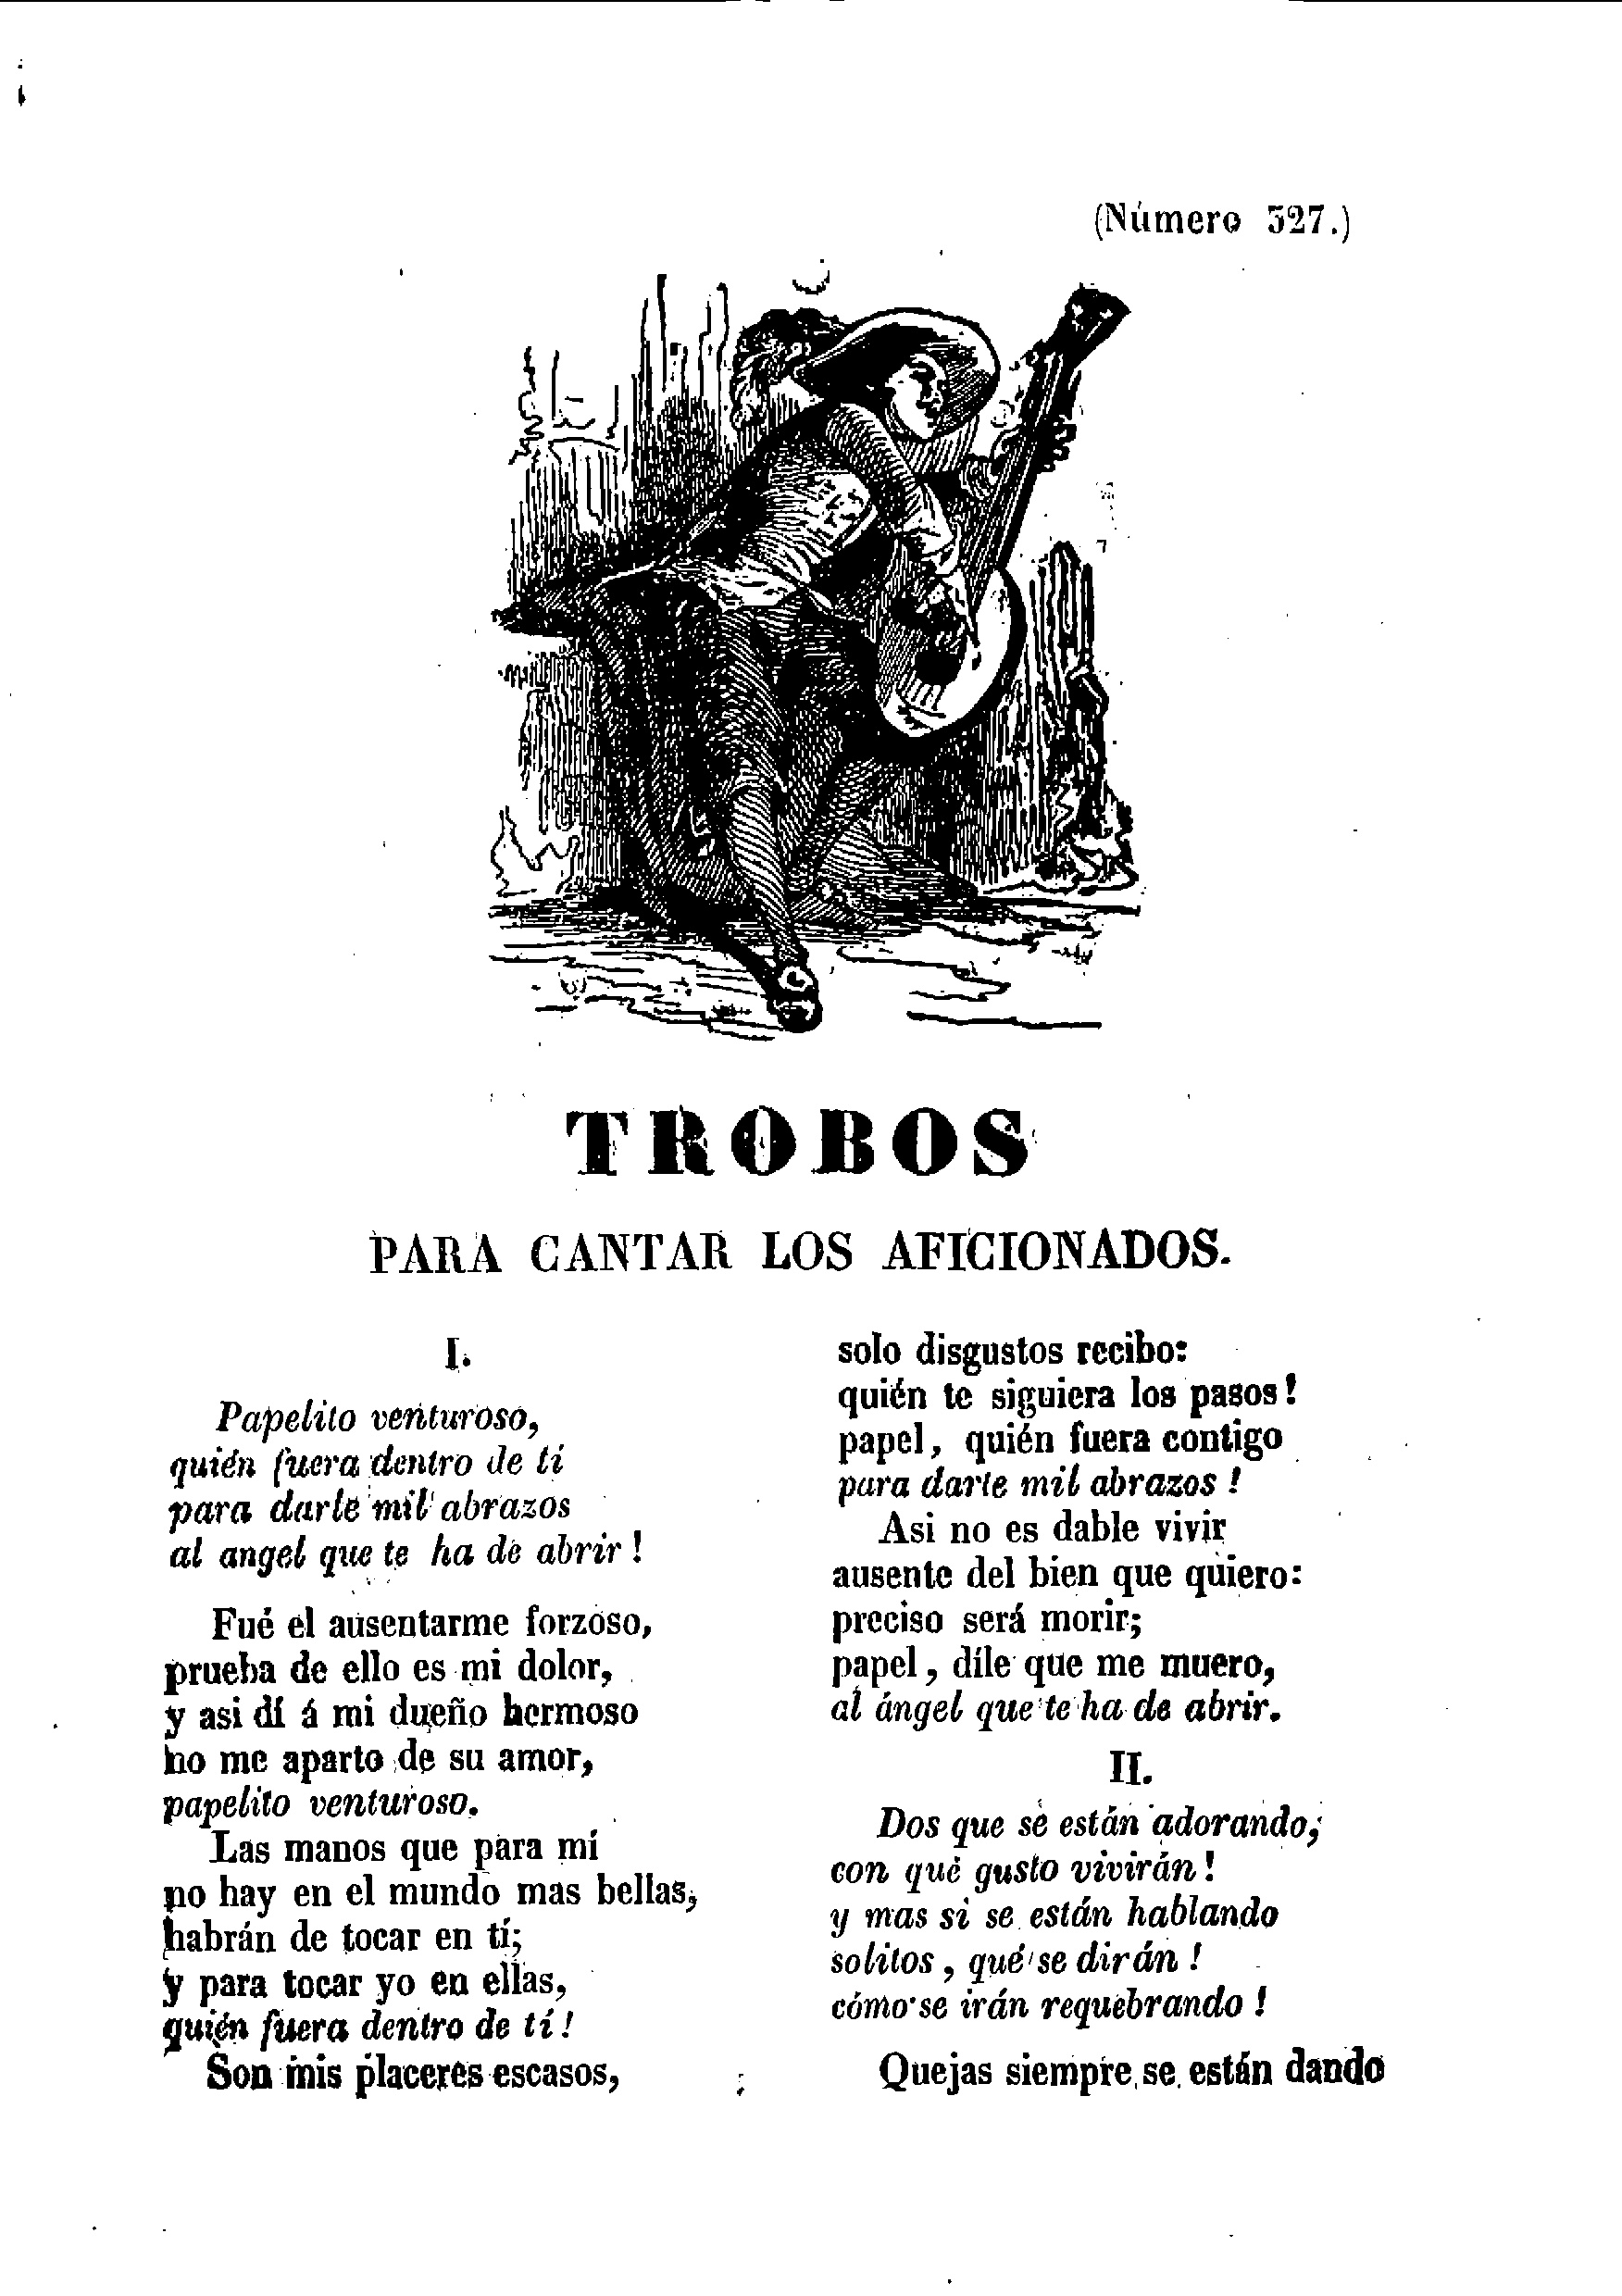 (Número 327.)
TROBOS
PARA CANTAR LOS AFICIONADOS.
I.
Papelito venturoso,
quién fuera dentro de ti
para darle mil abrazos
al angel que te ha de abrir!
Fué el ausentarme forzoso,
prueba de ello es mi dolor,
y asi dí á mi dueño hermoso
no me aparto de su amor,
papelito venturoso.
Las manos que para mí
no hay en el mundo mas bellas,
habrán de tocar en tí;
y para tocar yo en ellas,
quién fuera dentro de tí!
Son mis placeres escasos,
solo disgustos recibo:
quién te siguiera los pasos!
papel, quién fuera contigo
para darte mil abrazos!
Asi no es dable vivir
ausente del bien que quiero:
preciso será morir;
papel, díle que me muero,
al ángel que te ha de abrir.
II.
Dos que se están adorando,
con qué gusto vivirán!
y mas si se están hablando
solitos, qué se dirán!
cómo se irán requebrando!
Quejas siempre se están dando